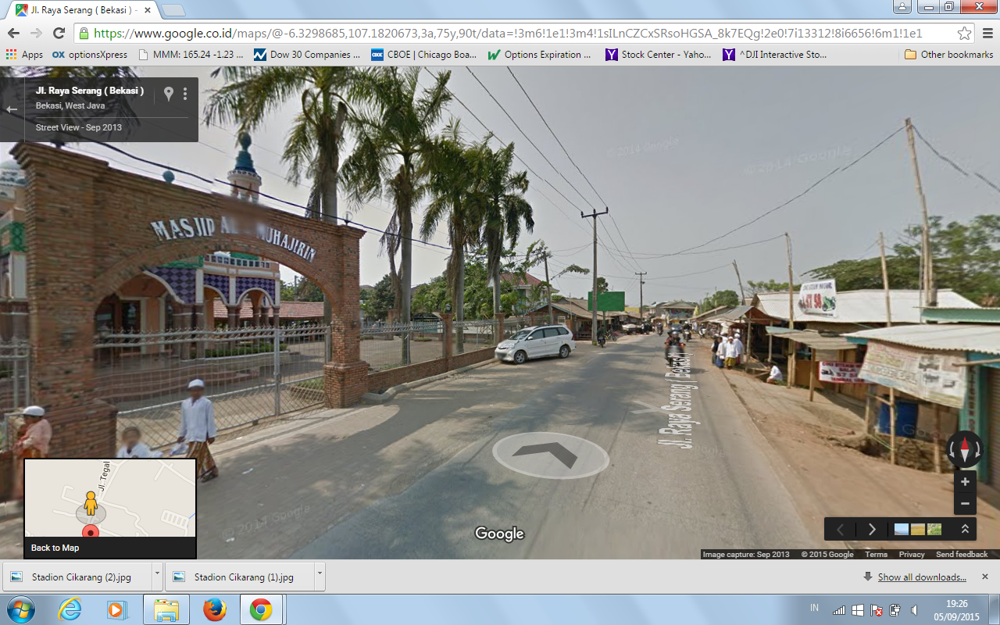 Jl. Raya Serang ( Bekasi ) -
https://www.google.co.id/maps/@-6.3298685,107.1820673,3a,75y,90t/data=!3m6!1e1!3m4!1sILnCZCxSRsoHGSA_8k7EQg!2e0!7i13312!8i6656!6m1!1e1
Apps
OX optionsXpress
MMM: 165.24 -1.23 ...
Dow 30 Companies ...
CBOE | Chicago Boa...
Options Expiration ...
Stock Center - Yaho...
^DJI Interactive Sto...
Other bookmarks
Jl. Raya Serang ( Bekasi )
Bekasi, West Java
Street View - Sep 2013
© 2014 Google
© 2014 Google
MASJID MUHAJIRIN
57 58
Jl. Raya Serang ( Bekasi )
© 2014 Google
Jl. Tegal
Back to Map
Google
Image capture: Sep 2013
© 2015 Google
Terms
Privacy
Send feedback
Stadion Cikarang (2).jpg
Stadion Cikarang (1).jpg
Show all downloads...
IN
19:26
05/09/2015